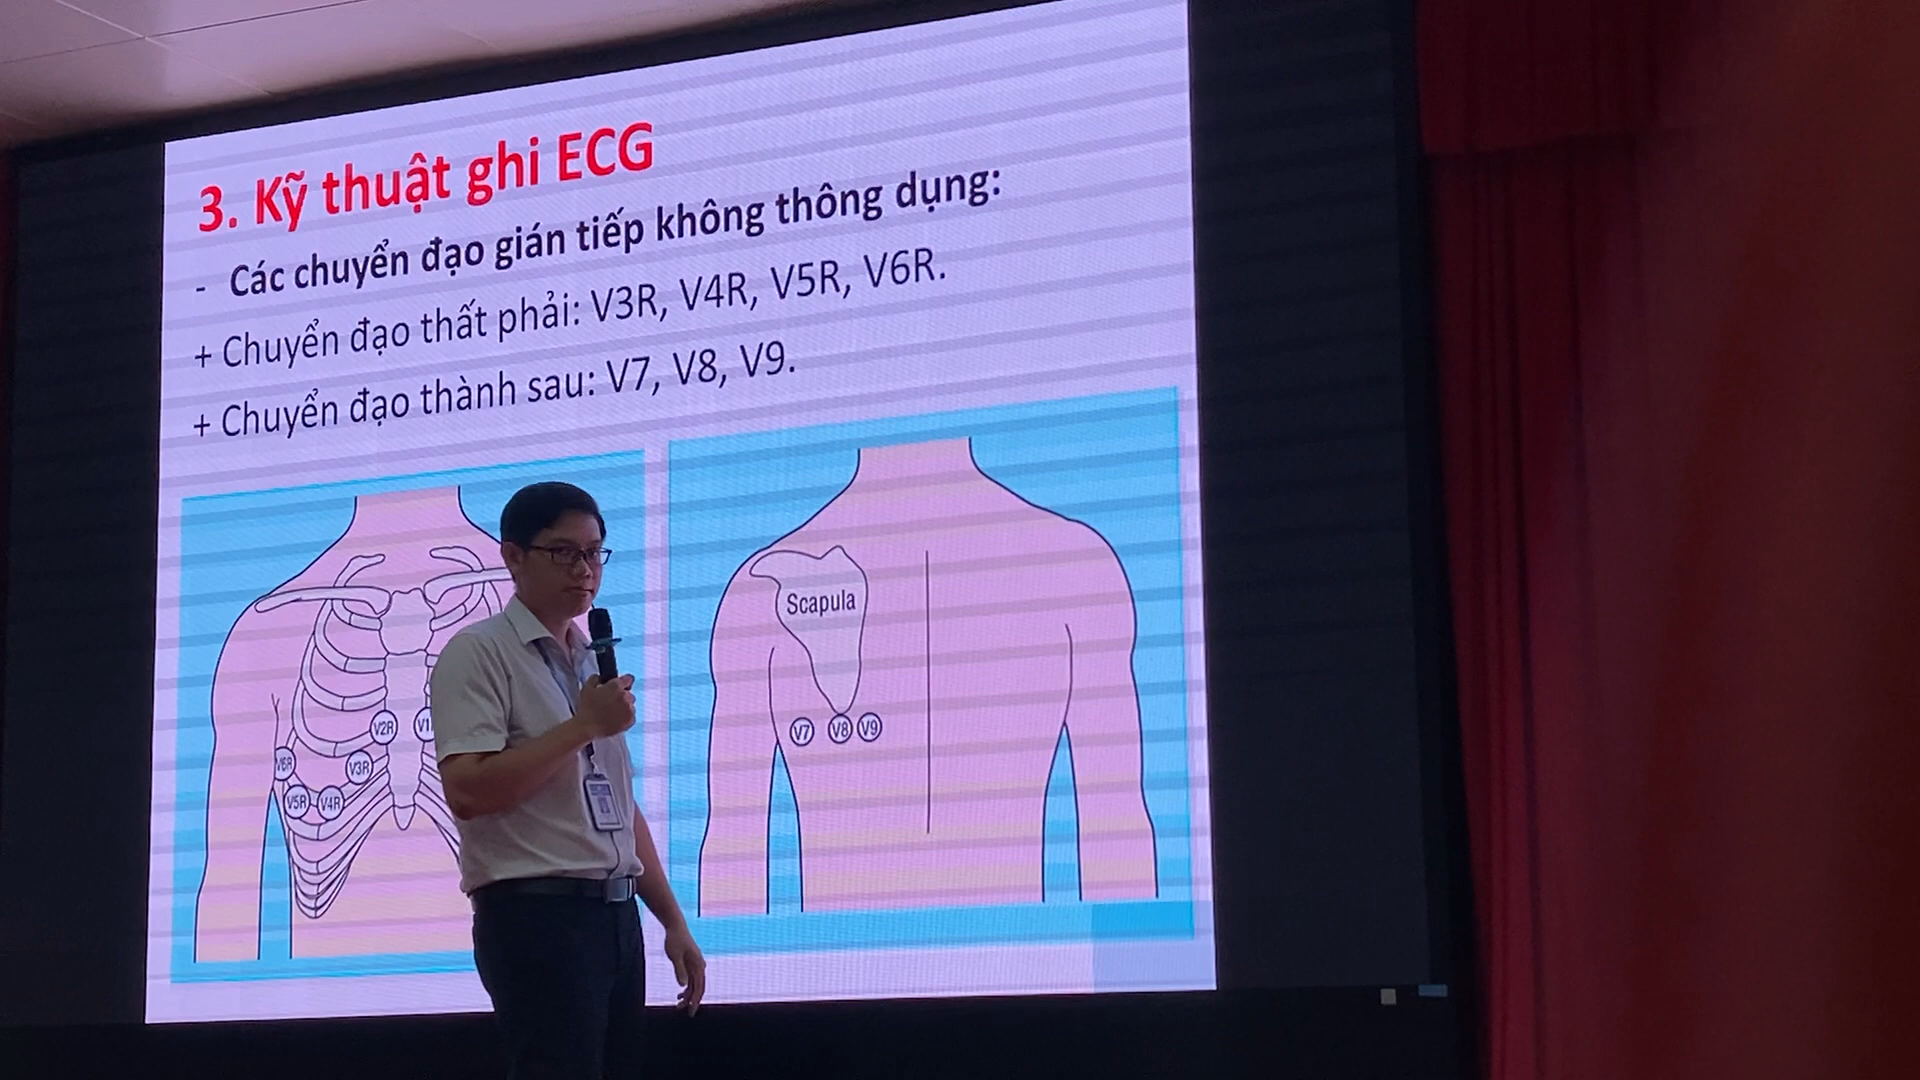 3. Kỹ thuật ghi ECG
- Các chuyển đạo gián tiếp không thông dụng:
+ Chuyển đạo thất phải: V3R, V4R, V5R, V6R.
+ Chuyển đạo thành sau: V7, V8, V9.
Scapula
V2R V1
V6R V3R
V5R V4R
V7 V8 V9